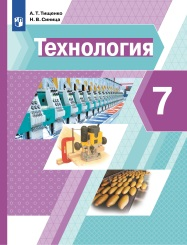 А. Т. Тищенко
Н. В. Синица
Технология
7